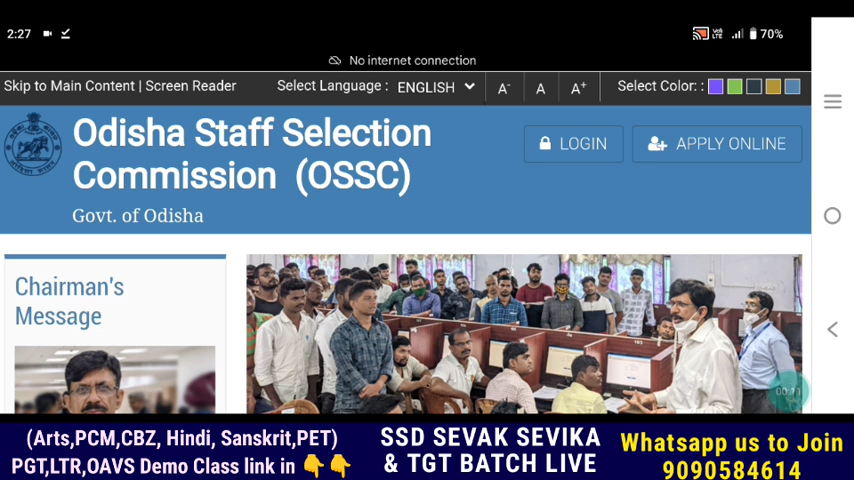 2:27
70%
No internet connection
Skip to Main Content | Screen Reader
Select Language : ENGLISH
A- A A+
Select Color: :
Odisha Staff Selection
Commission (OSSC)
Govt. of Odisha
LOGIN
APPLY ONLINE
Chairman's
Message
00:11
(Arts,PCM,CBZ, Hindi, Sanskrit,PET)
PGT,LTR,OAVS Demo Class link in 👇👇
SSD SEVAK SEVIKA
& TGT BATCH LIVE
Whatsapp us to Join
9090584614